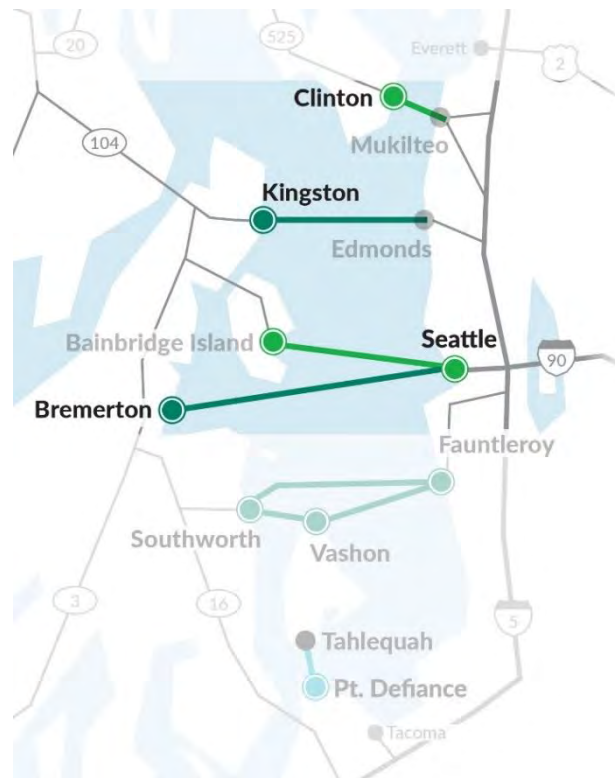 20
525
Everett
2
Clinton
Mukilteo
104
Kingston
Edmonds
Bainbridge Island
Seattle
90
Bremerton
Fauntleroy
Southworth
Vashon
3
16
5
Tahlequah
Pt. Defiance
Tacoma